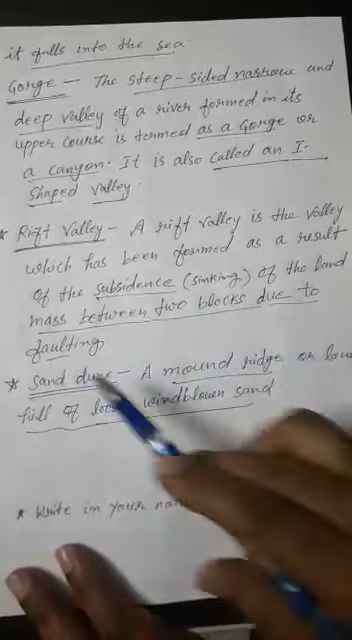 it falls into the sea.
Gorge - The steep-sided narrow and
deep valley of a river formed in its
upper course is termed as a Gorge or
a canyon. It is also called an I-
shaped valley.
* Rift Valley - A rift valley is the valley
which has been formed as a result
of the subsidence (sinking) of the land
mass between two blocks due to
faulting
* Sand dune - A mound ridge or low
hill of loose windblown sand.
* Write in your